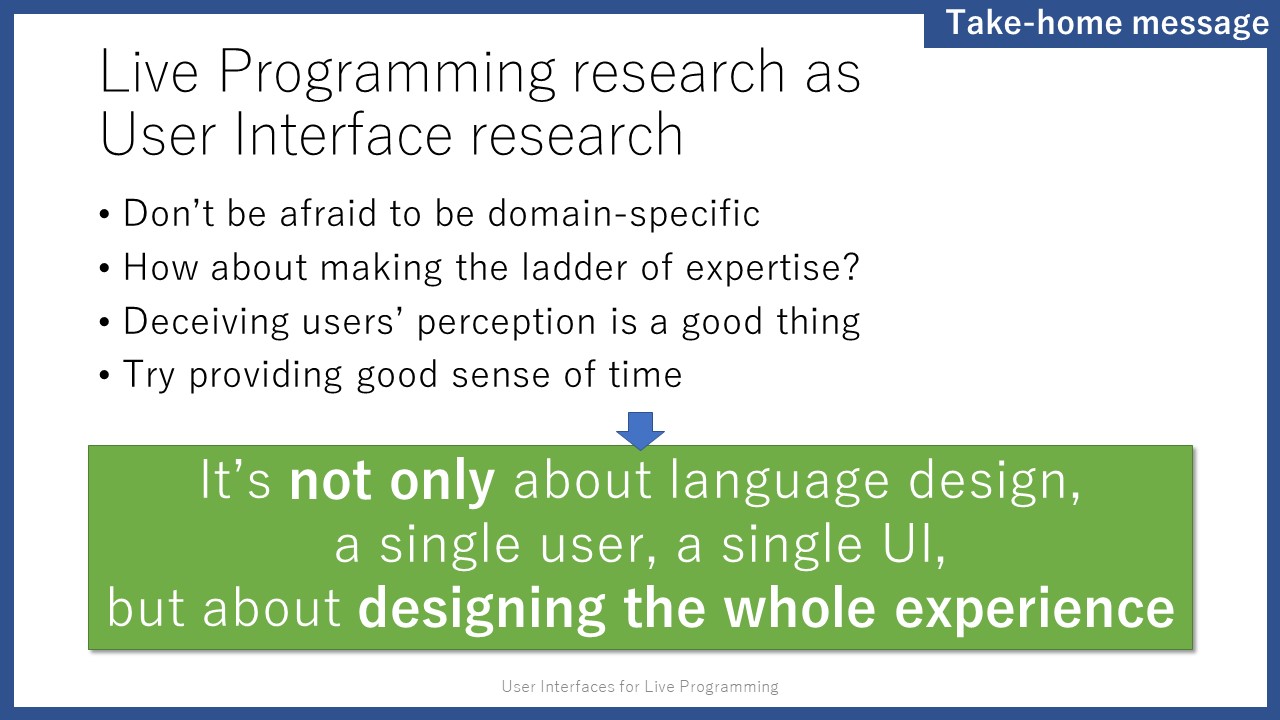 Take-home message
Live Programming research as
User Interface research
• Don’t be afraid to be domain-specific
• How about making the ladder of expertise?
• Deceiving users’ perception is a good thing
• Try providing good sense of time
It’s not only about language design,
a single user, a single UI,
but about designing the whole experience
User Interfaces for Live Programming